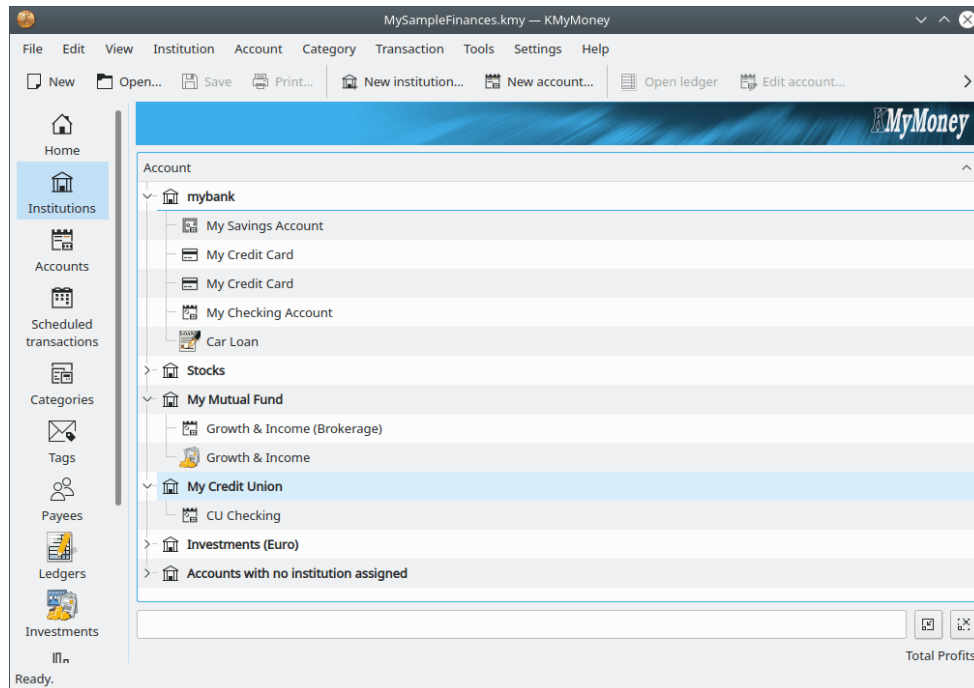 MySampleFinances.kmy — KMyMoney
File Edit View Institution Account Category Transaction Tools Settings Help
New Open... Save Print... New institution... New account... Open ledger Edit account...
KMyMoney
Home
Institutions
Accounts
Scheduled
transactions
Categories
Tags
Payees
Ledgers
Investments
Account
mybank
My Savings Account
My Credit Card
My Credit Card
My Checking Account
Car Loan
Stocks
My Mutual Fund
Growth & Income (Brokerage)
Growth & Income
My Credit Union
CU Checking
Investments (Euro)
Accounts with no institution assigned
Total Profits
Ready.